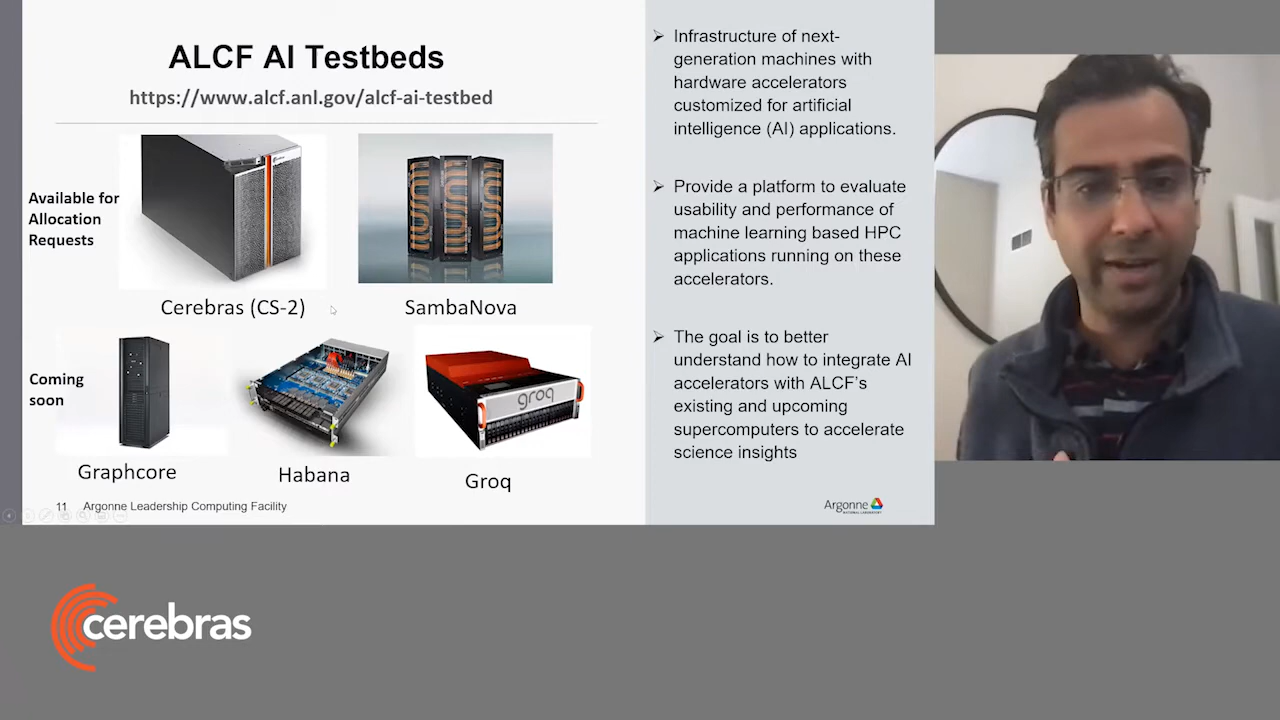 ALCF AI Testbeds
https://www.alcf.anl.gov/alcf-ai-testbed
Available for
Allocation
Requests
Cerebras (CS-2)
SambaNova
Coming
soon
groq
Graphcore
Habana
Groq
11 Argonne Leadership Computing Facility
➢ Infrastructure of next-
generation machines with
hardware accelerators
customized for artificial
intelligence (AI) applications.
➢ Provide a platform to evaluate
usability and performance of
machine learning based HPC
applications running on these
accelerators.
➢ The goal is to better
understand how to integrate AI
accelerators with ALCF's
existing and upcoming
supercomputers to accelerate
science insights
Argonne
NATIONAL LABORATORY
cerebras